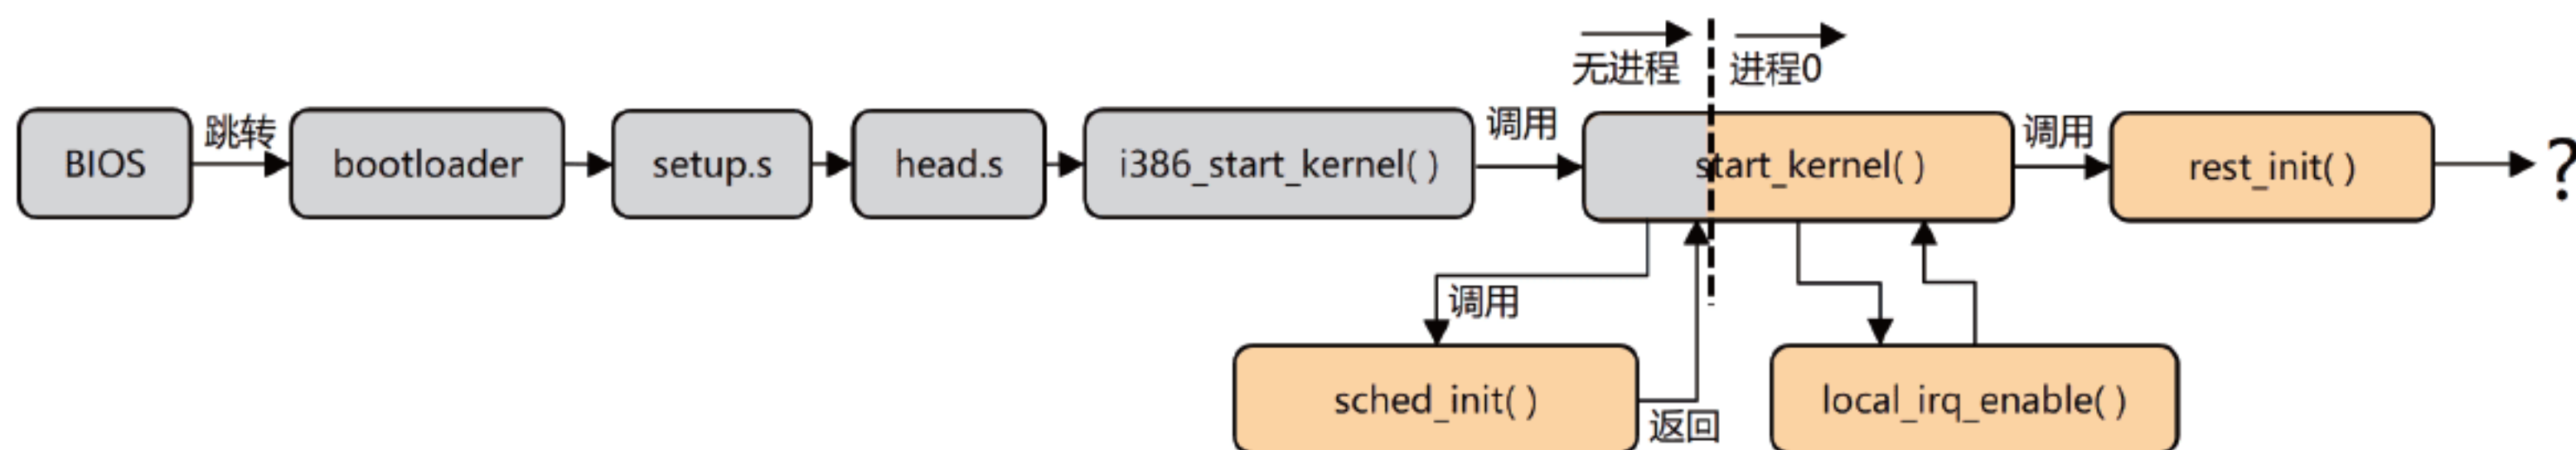 无进程
进程0
BIOS
跳转
bootloader
setup.s
head.s
i386_start_kernel( )
调用
start_kernel( )
调用
rest_init( )
?
调用
sched_init( )
返回
local_irq_enable( )